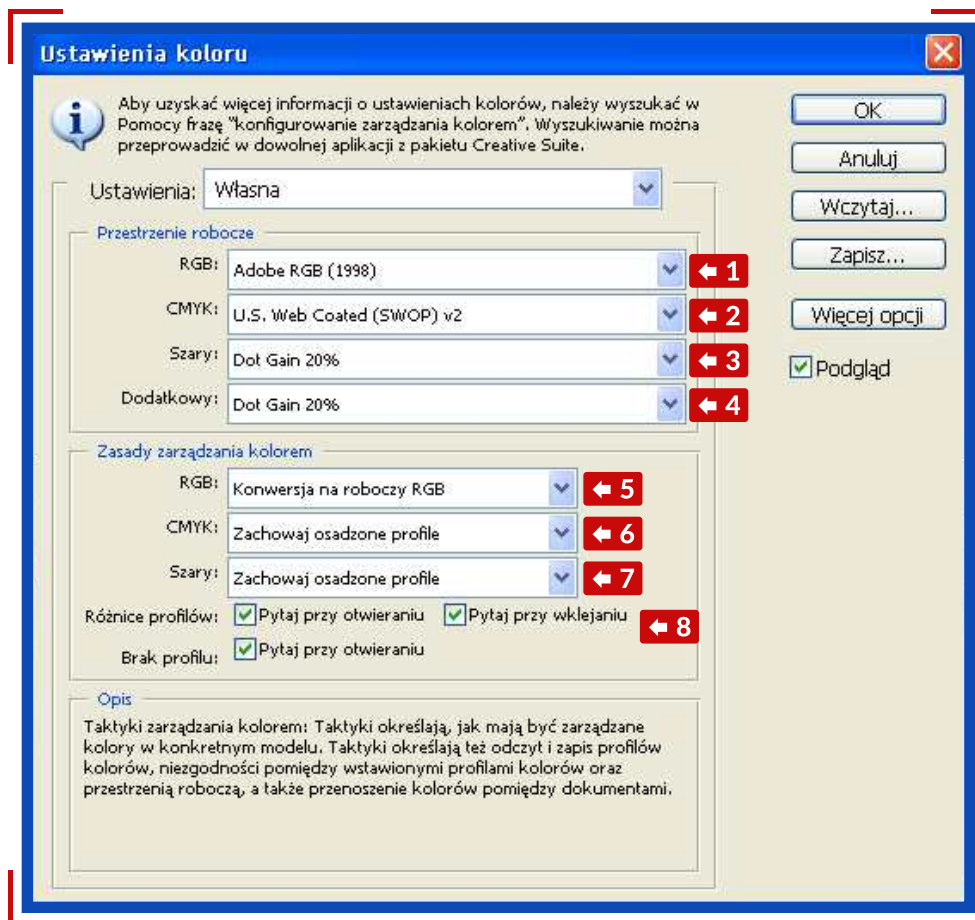 Ustawienia koloru
Aby uzyskać więcej informacji o ustawieniach kolorów, należy wyszukać w
Pomocy frazę "konfigurowanie zarządzania kolorem". Wyszukiwanie można
przeprowadzić w dowolnej aplikacji z pakietu Creative Suite.
OK
Anuluj
Wczytaj...
Zapisz...
Więcej opcji
Podgląd
Ustawienia: Własna
Przestrzenie robocze
RGB: Adobe RGB (1998) 1
CMYK: U.S. Web Coated (SWOP) v2 2
Szary: Dot Gain 20% 3
Dodatkowy: Dot Gain 20% 4
Zasady zarządzania kolorem
RGB: Konwersja na roboczy RGB 5
CMYK: Zachowaj osadzone profile 6
Szary: Zachowaj osadzone profile 7
Różnice profilów: Pytaj przy otwieraniu Pytaj przy wklejaniu 8
Brak profilu: Pytaj przy otwieraniu
Opis
Taktyki zarządzania kolorem: Taktyki określają, jak mają być zarządzane
kolory w konkretnym modelu. Taktyki określają też odczyt i zapis profilów
kolorów, niezgodności pomiędzy wstawionymi profilami kolorów oraz
przestrzenią roboczą, a także przenoszenie kolorów pomiędzy dokumentami.